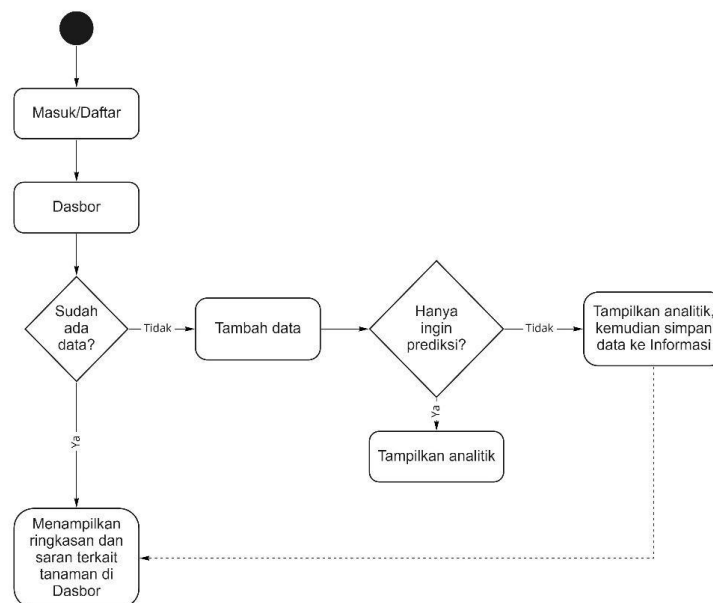 Masuk/Daftar
Dasbor
Sudah
ada
data?
Tidak
Tambah data
Hanya
ingin
prediksi?
Tidak
Tampilkan analitik,
kemudian simpan
data ke Informasi
Ya
Tampilkan analitik
Ya
Menampilkan
ringkasan dan
saran terkait
tanaman di
Dasbor